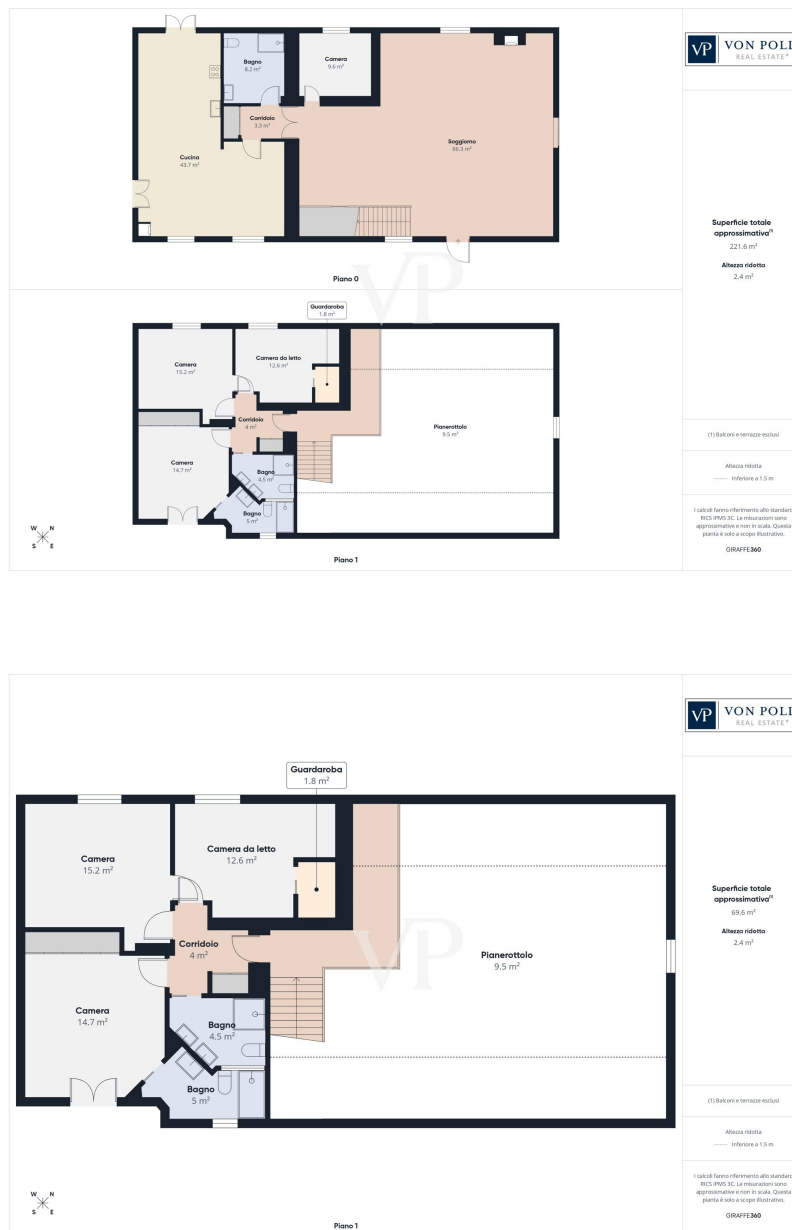 VP VON POLL
REAL ESTATE®
Bagno
8.2 m²
Camera
9.6 m²
Corridoio
3.3 m²
Cucina
43.7 m²
Soggiorno
86.3 m²
Piano 0
VP
Superficie totale
approssimativa⁽¹⁾
221.6 m²
Altezza ridotta
2.4 m²
Guardaroba
1.8 m²
Camera
15.2 m²
Camera da letto
12.6 m²
Corridoio
4 m²
Pianerottolo
9.5 m²
Camera
14.7 m²
Bagno
4.5 m²
Bagno
5 m²
W N
S E
Piano 1
(1) Balconi e terrazze esclusi
Altezza ridotta
Inferiore a 1.5 m
I calcoli fanno riferimento allo standard
RICS IPMS 3C. Le misurazioni sono
approssimative e non in scala. Questa
pianta è solo a scopo illustrativo.
GIRAFFE360
VP VON POLL
REAL ESTATE®
Guardaroba
1.8 m²
Camera
15.2 m²
Camera da letto
12.6 m²
Corridoio
4 m²
VP
Pianerottolo
9.5 m²
Camera
14.7 m²
Bagno
4.5 m²
Bagno
5 m²
W N
S E
Piano 1
Superficie totale
approssimativa⁽¹⁾
69.6 m²
Altezza ridotta
2.4 m²
(1) Balconi e terrazze esclusi
Altezza ridotta
Inferiore a 1.5 m
I calcoli fanno riferimento allo standard
RICS IPMS 3C. Le misurazioni sono
approssimative e non in scala. Questa
pianta è solo a scopo illustrativo.
GIRAFFE360